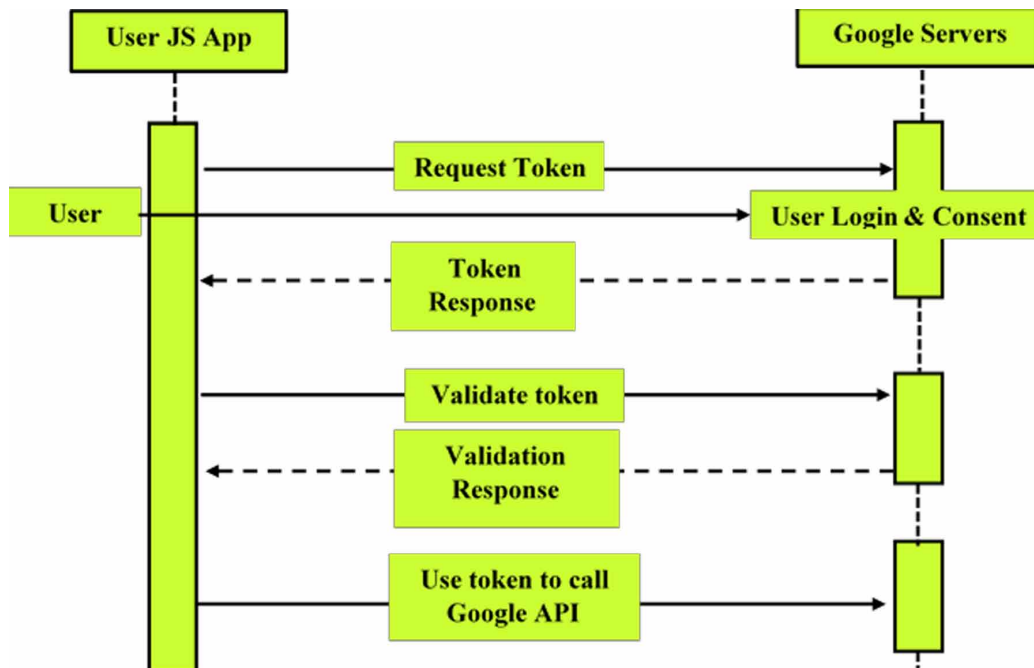 User JS App
Google Servers
Request Token
User
User Login & Consent
Token
Response
Validate token
Validation
Response
Use token to call
Google API